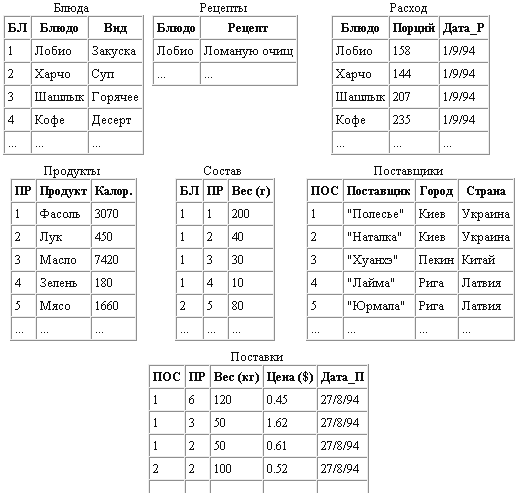 Блюда
БЛ Блюдо Вид
1 Лобио Закуска
2 Харчо Суп
3 Шашлык Горячее
4 Кофе Десерт
... ... ...
Рецепты
Блюдо Рецепт
Лобио Ломаную очищ
... ...
Расход
Блюдо Порций Дата_Р
Лобио 158 1/9/94
Харчо 144 1/9/94
Шашлык 207 1/9/94
Кофе 235 1/9/94
... ... ...
Продукты
ПР Продукт Калор.
1 Фасоль 3070
2 Лук 450
3 Масло 7420
4 Зелень 180
5 Мясо 1660
... ... ...
Состав
БЛ ПР Вес (г)
1 1 200
1 2 40
1 3 30
1 4 10
2 5 80
... ... ...
Поставщики
ПОС Поставщик Город Страна
1 "Полесье" Киев Украина
2 "Наталка" Киев Украина
3 "Хуанхэ" Пекин Китай
4 "Лайма" Рига Латвия
5 "Юрмала" Рига Латвия
... ... ... ...
Поставки
ПОС ПР Вес (кг) Цена ($) Дата_П
1 6 120 0.45 27/8/94
1 3 50 1.62 27/8/94
1 2 50 0.61 27/8/94
2 2 100 0.52 27/8/94